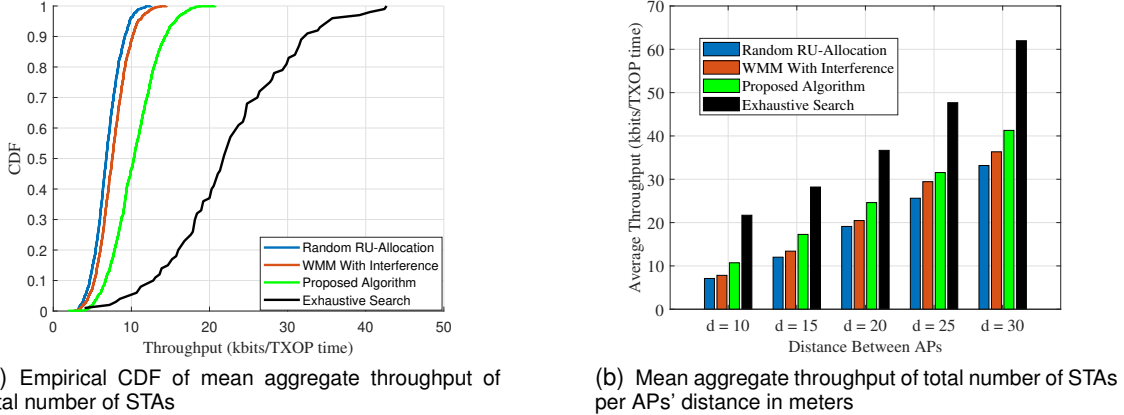 1
0.9
0.8
0.7
0.6
0.5
0.4
0.3
0.2
0.1
0
CDF
0 10 20 30 40 50
Throughput (kbits/TXOP time)
Random RU-Allocation
WMM With Interference
Proposed Algorithm
Exhaustive Search
) Empirical CDF of mean aggregate throughput of
tal number of STAs
70
60
50
40
30
20
10
0
Average Throughput (kbits/TXOP time)
Random RU-Allocation
WMM With Interference
Proposed Algorithm
Exhaustive Search
d = 10 d = 15 d = 20 d = 25 d = 30
Distance Between APs
(b) Mean aggregate throughput of total number of STAs
per APs' distance in meters